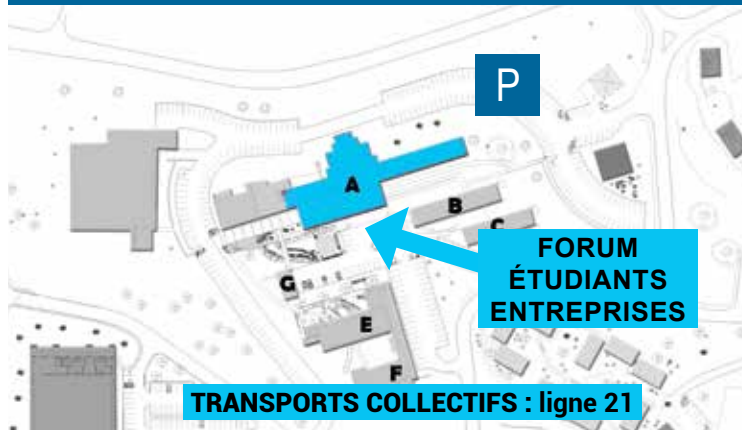 P
A
B
C
FORUM
ÉTUDIANTS
ENTREPRISES
G
E
F
TRANSPORTS COLLECTIFS : ligne 21